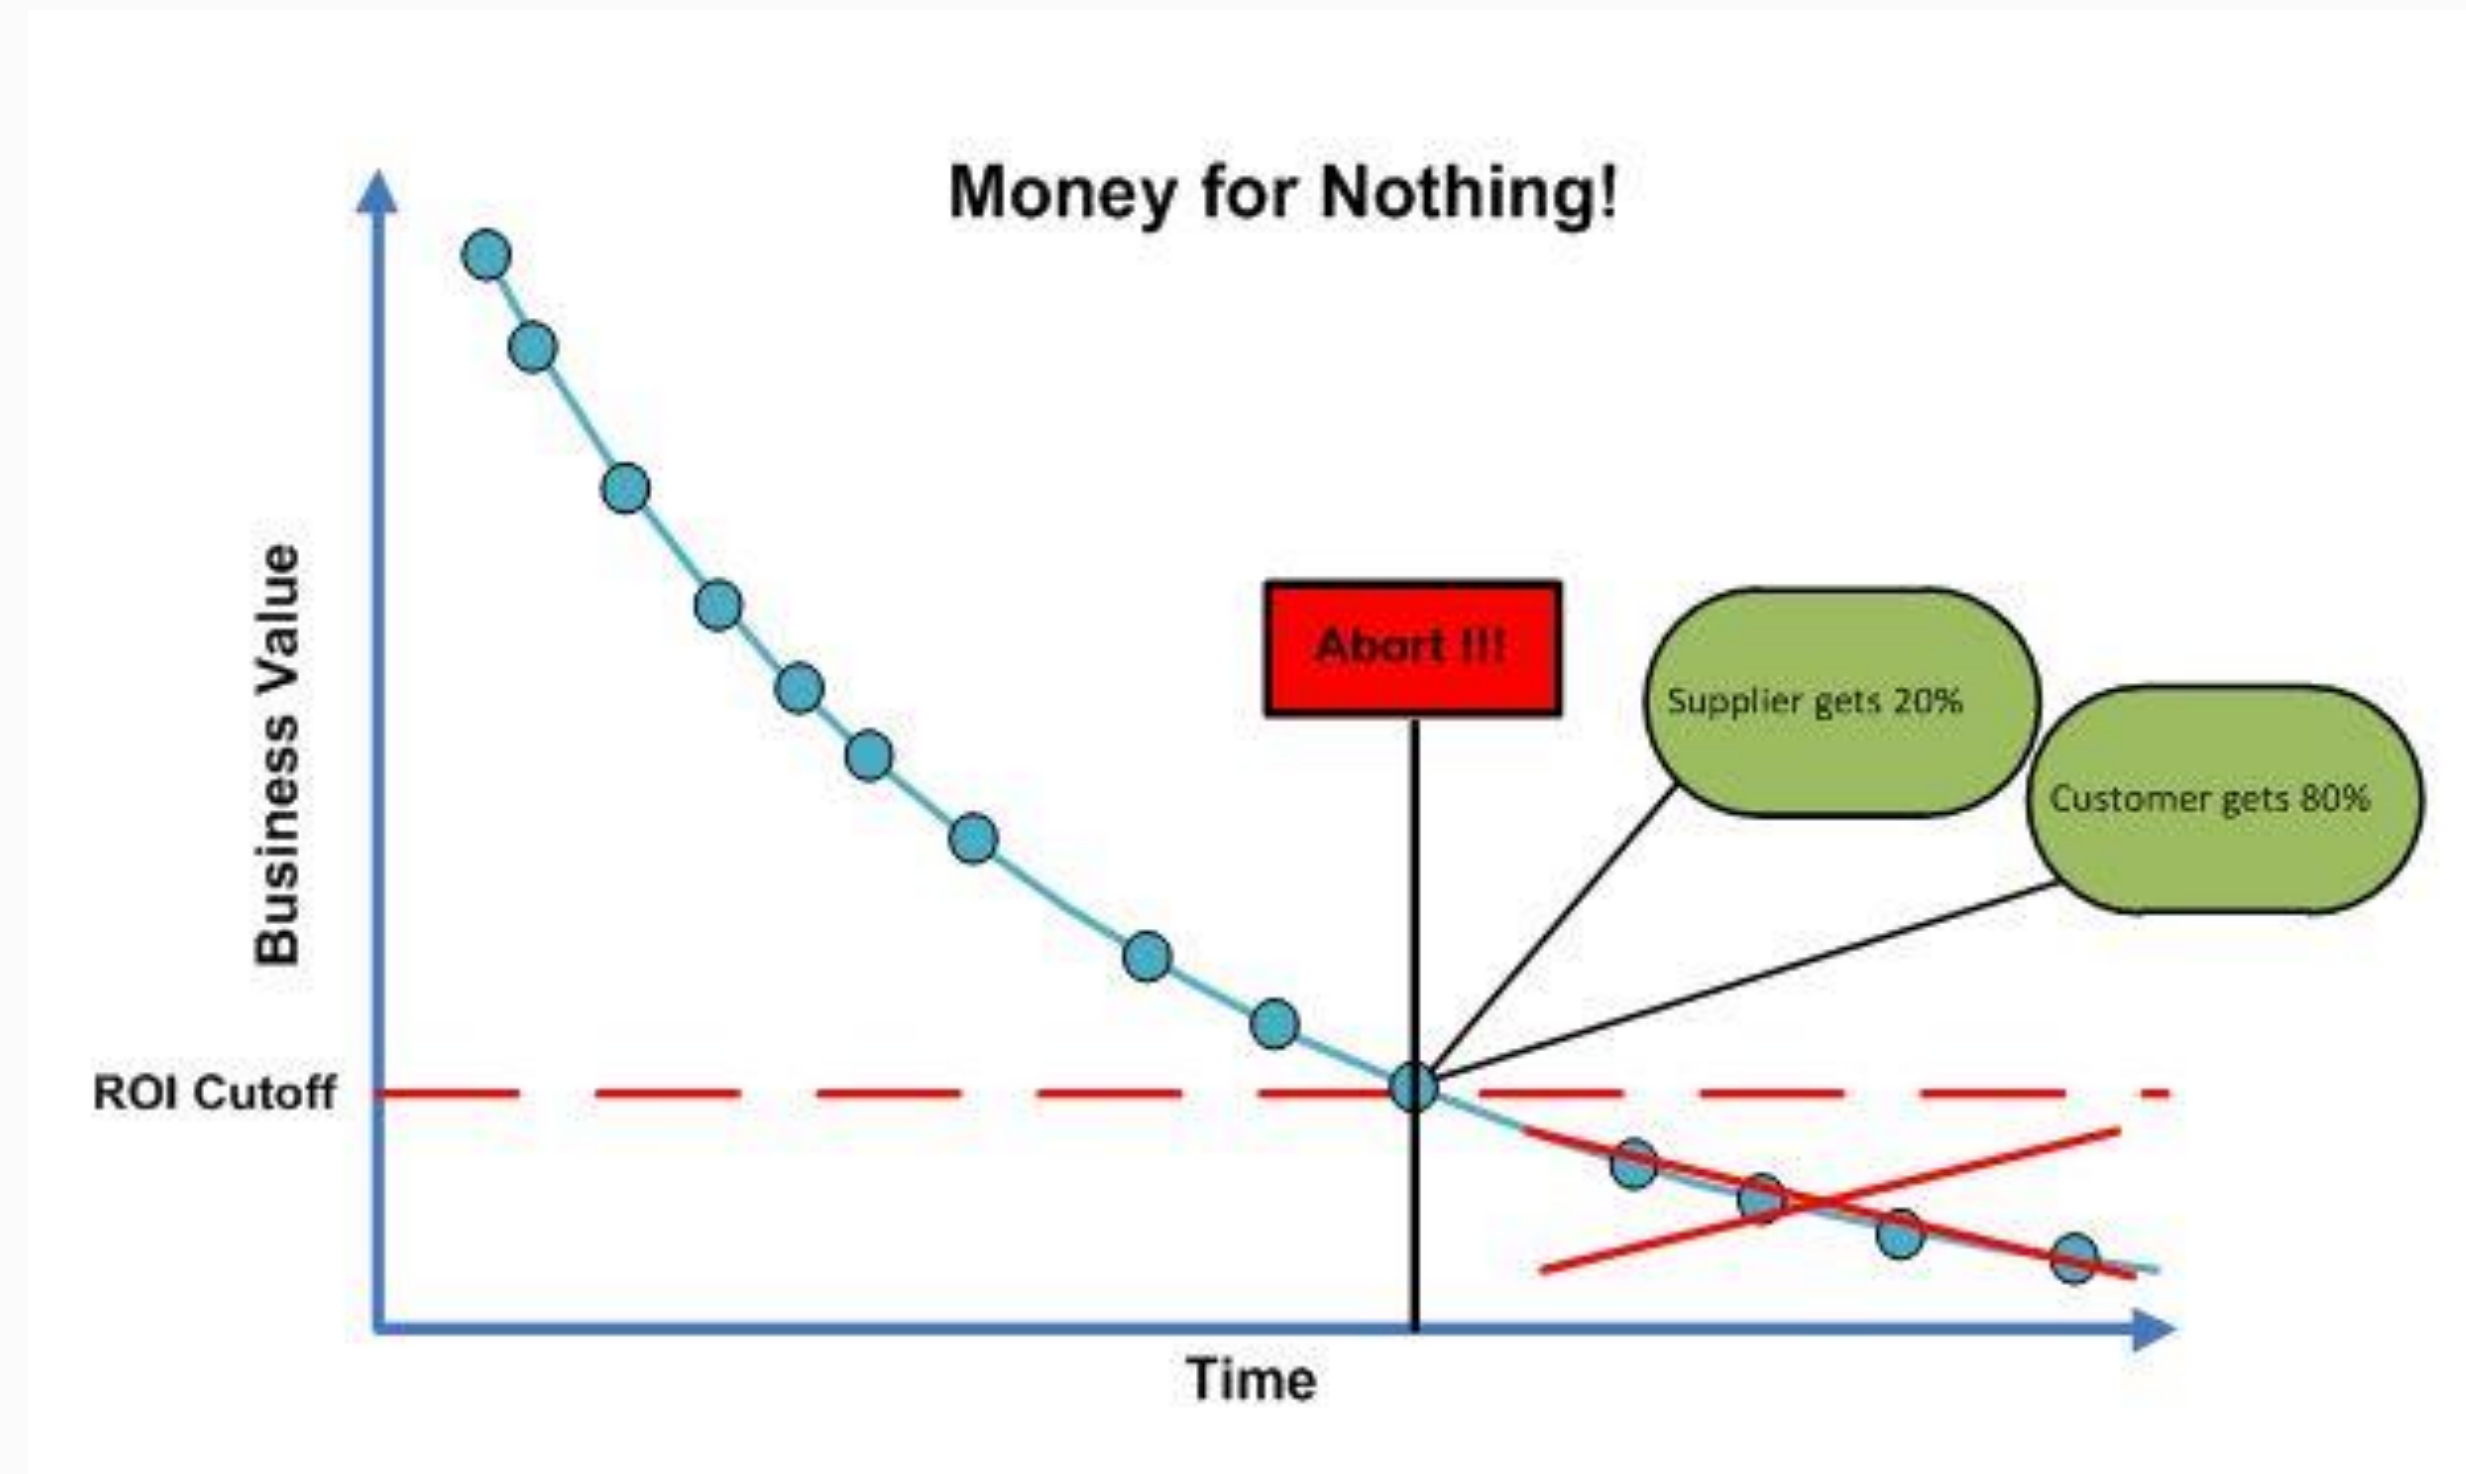 Money for Nothing!
Business Value
Abort !!!
Supplier gets 20%
Customer gets 80%
ROI Cutoff
Time